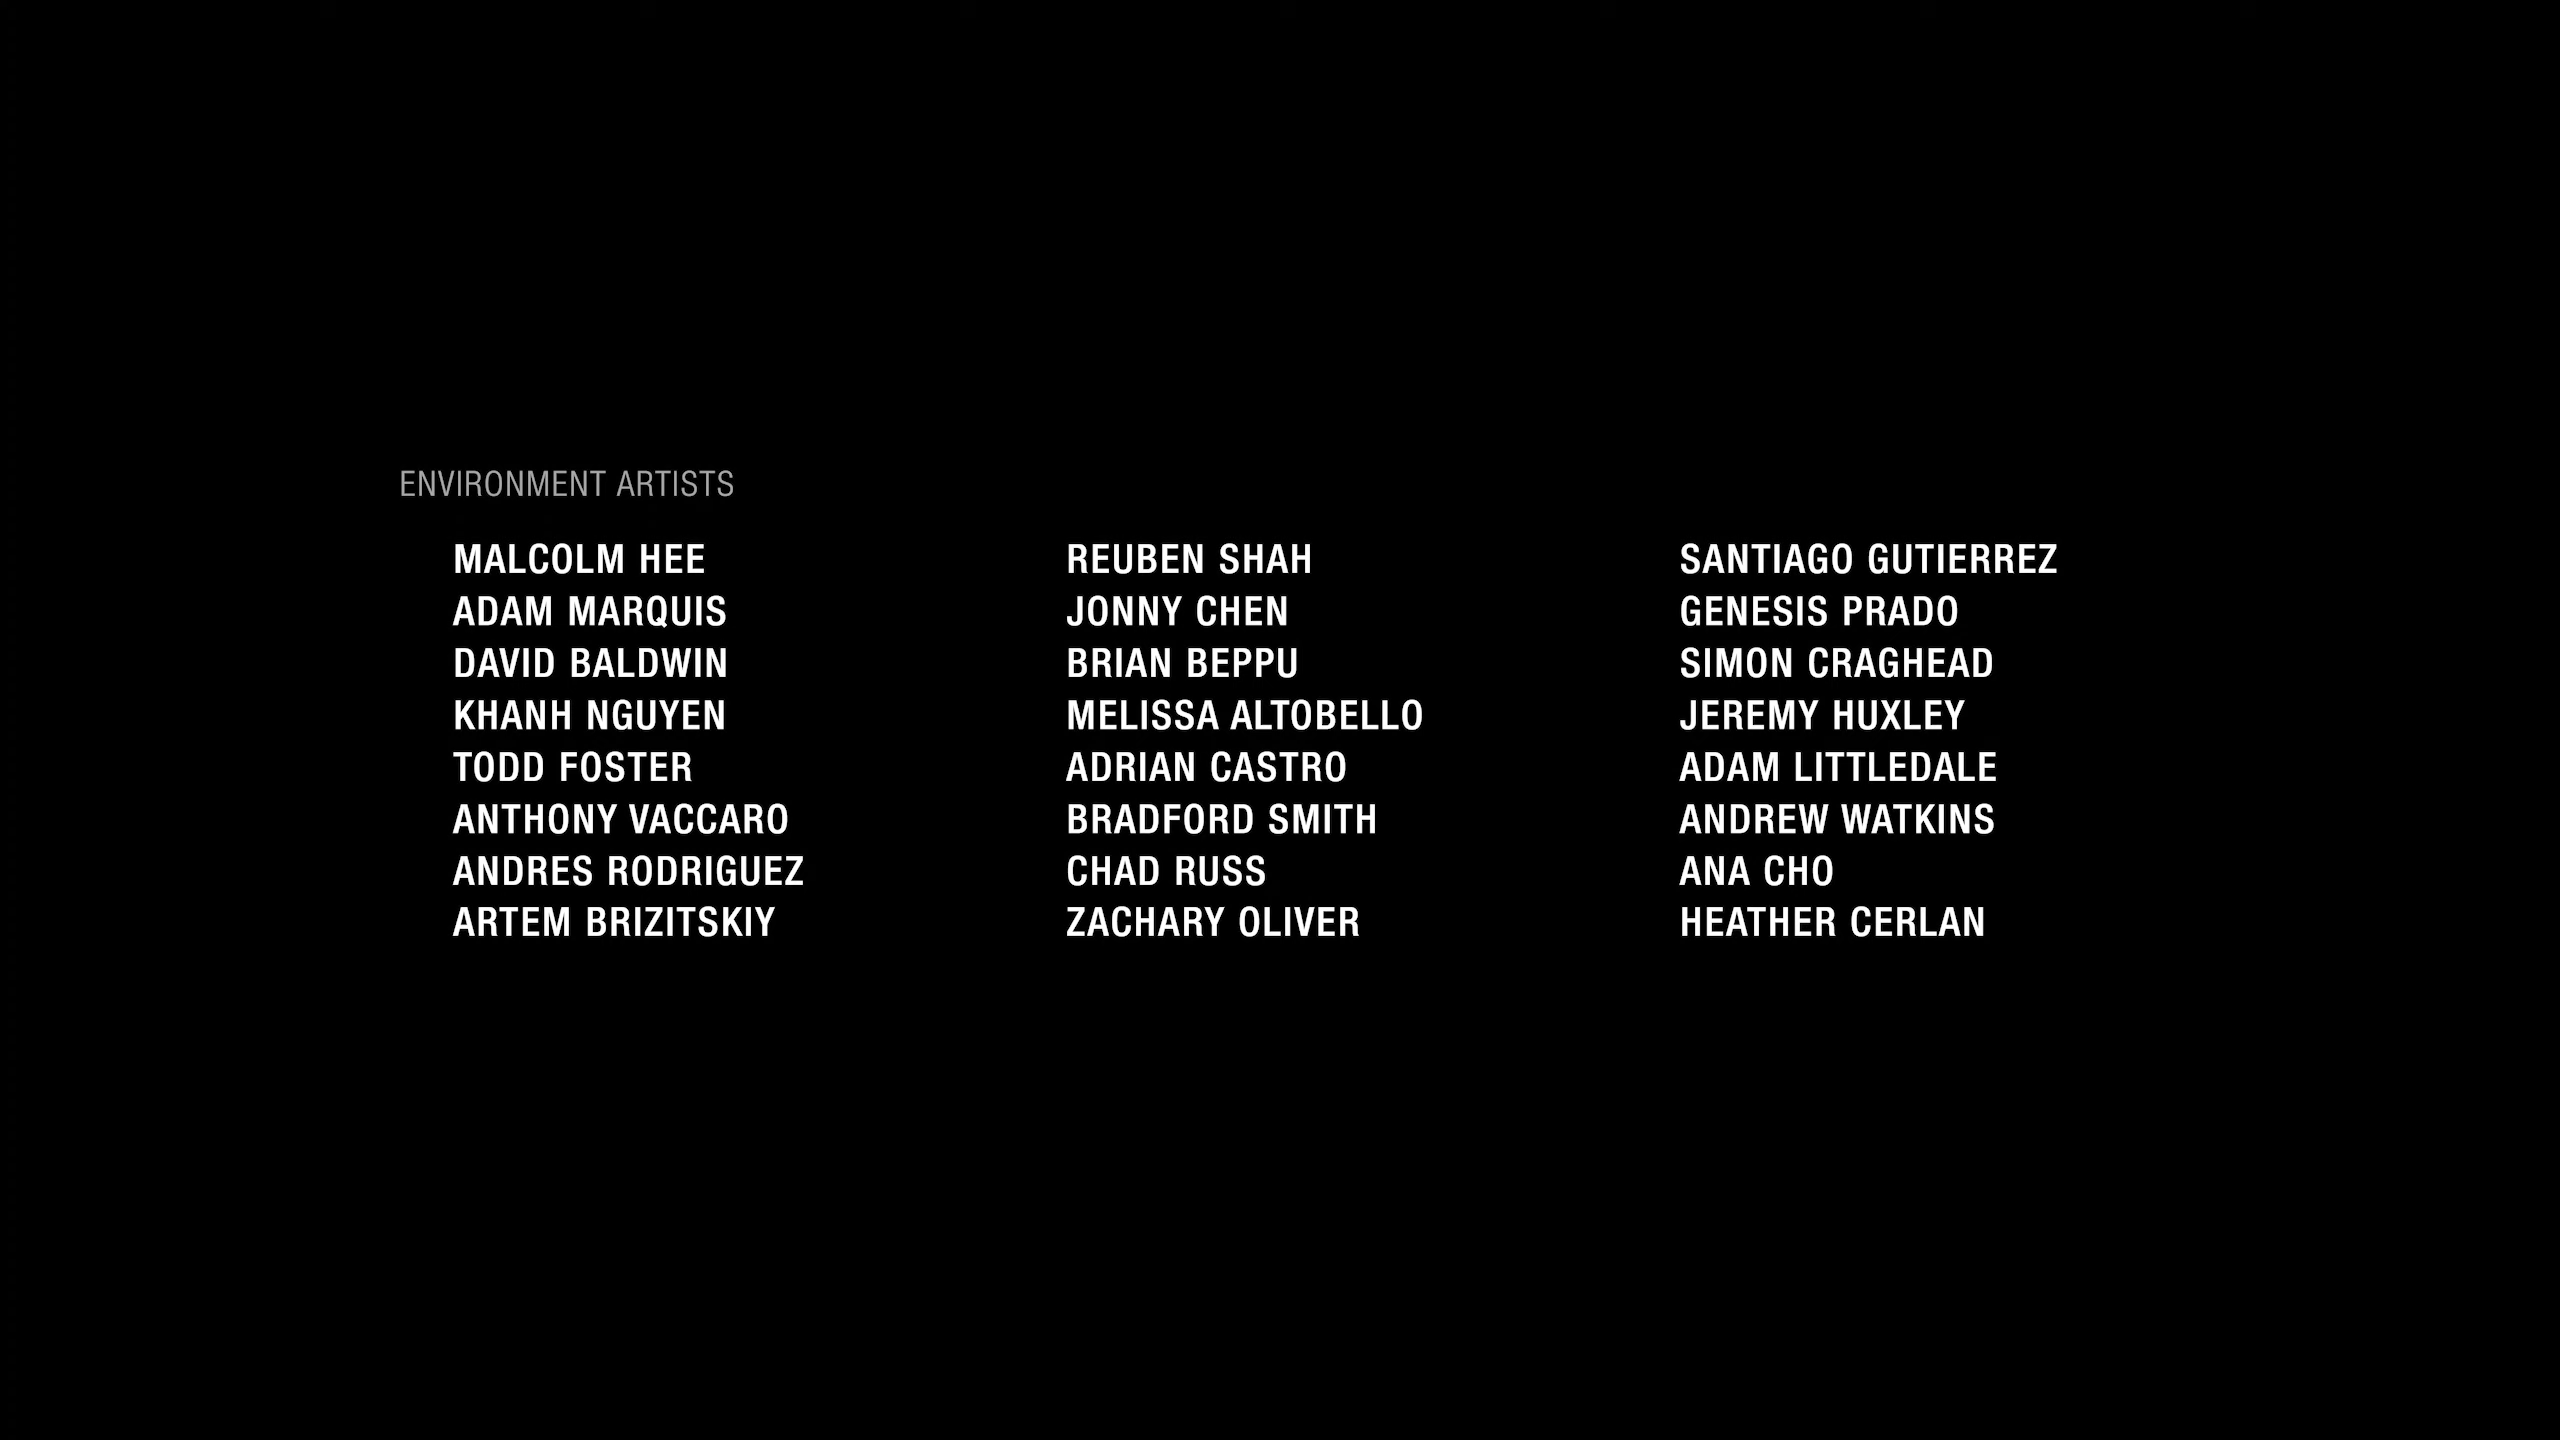 ENVIRONMENT ARTISTS
MALCOLM HEE
ADAM MARQUIS
DAVID BALDWIN
KHANH NGUYEN
TODD FOSTER
ANTHONY VACCARO
ANDRES RODRIGUEZ
ARTEM BRIZITSKIY
REUBEN SHAH
JONNY CHEN
BRIAN BEPPU
MELISSA ALTOBELLO
ADRIAN CASTRO
BRADFORD SMITH
CHAD RUSS
ZACHARY OLIVER
SANTIAGO GUTIERREZ
GENESIS PRADO
SIMON CRAGHEAD
JEREMY HUXLEY
ADAM LITTLEDALE
ANDREW WATKINS
ANA CHO
HEATHER CERLAN